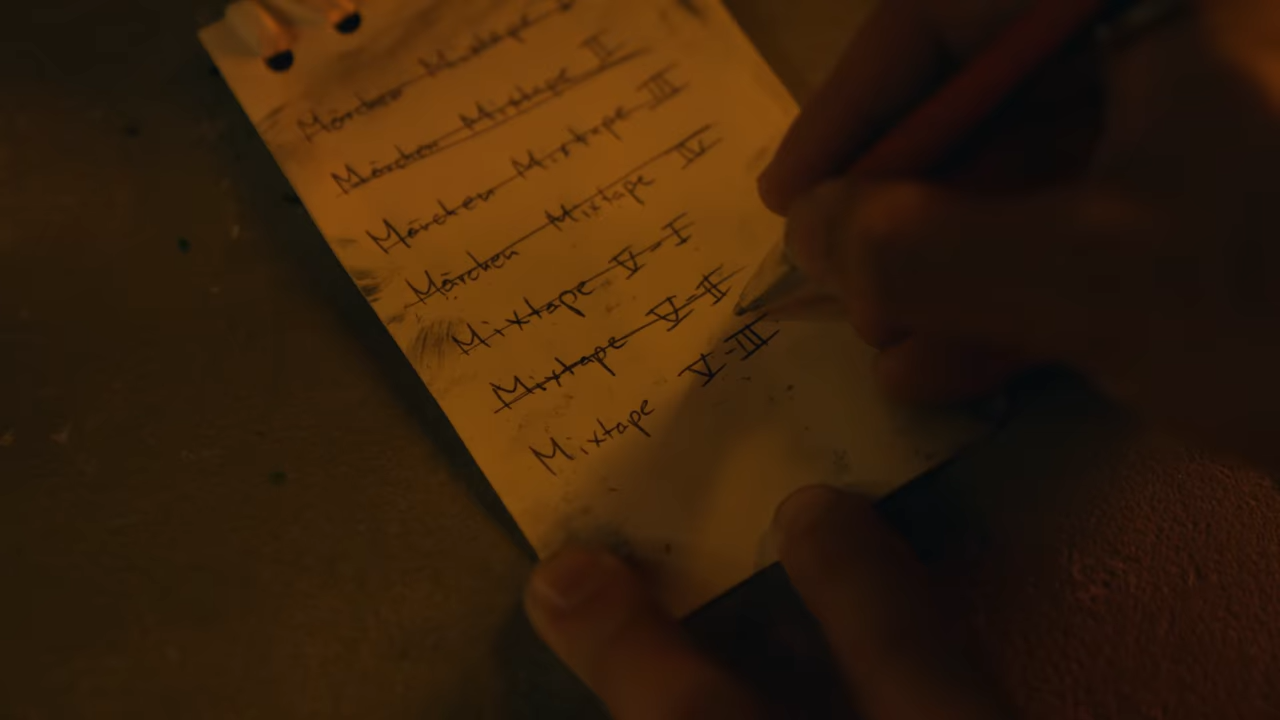 Märchen Mixtape I
Märchen Mixtape II
Märchen Mixtape III
Märchen Mixtape IV
Mixtape V-I
Mixtape V-II
Mixtape V-III